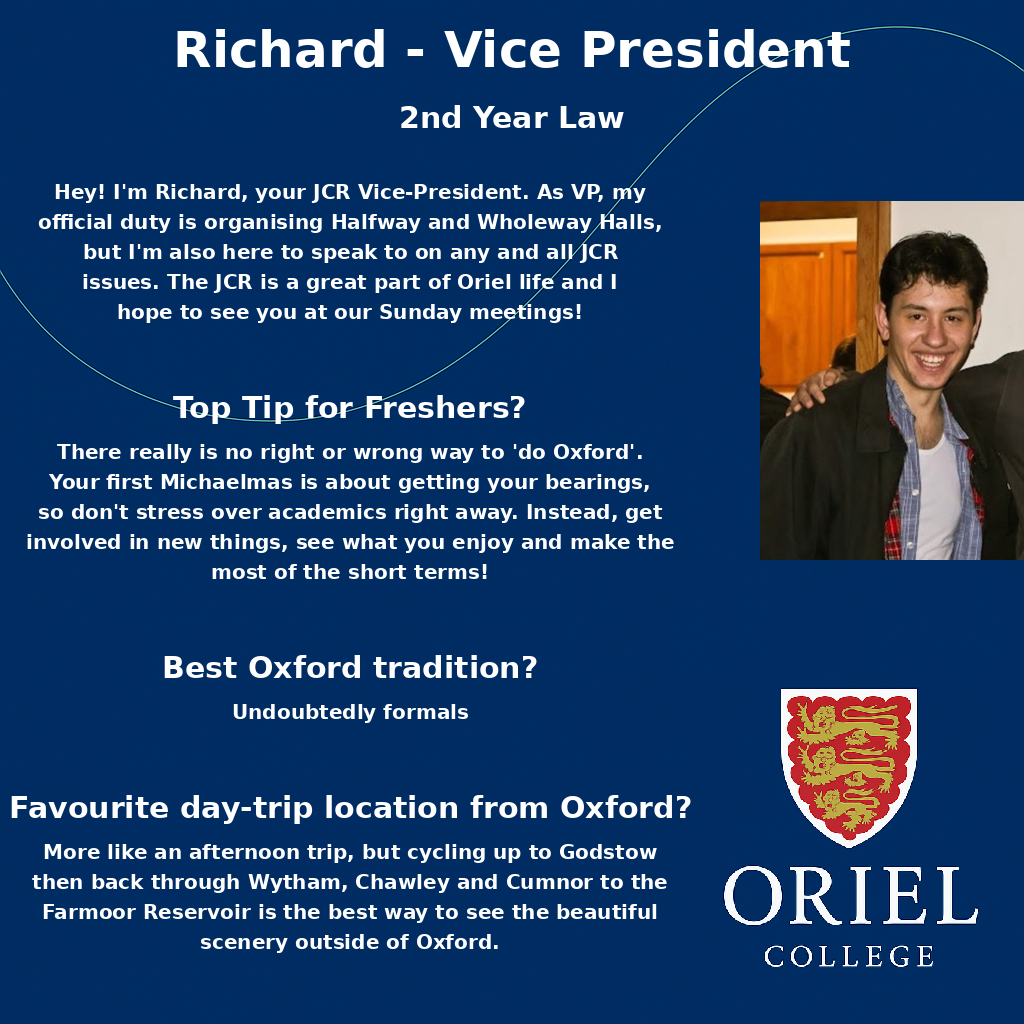 Richard - Vice President
2nd Year Law
Hey! I'm Richard, your JCR Vice-President. As VP, my
official duty is organising Halfway and Wholeway Halls,
but I'm also here to speak to on any and all JCR
issues. The JCR is a great part of Oriel life and I
hope to see you at our Sunday meetings!
Top Tip for Freshers?
There really is no right or wrong way to 'do Oxford'.
Your first Michaelmas is about getting your bearings,
so don't stress over academics right away. Instead, get
involved in new things, see what you enjoy and make the
most of the short terms!
Best Oxford tradition?
Undoubtedly formals
Favourite day-trip location from Oxford?
More like an afternoon trip, but cycling up to Godstow
then back through Wytham, Chawley and Cumnor to the
Farmoor Reservoir is the best way to see the beautiful
scenery outside of Oxford.
ORIEL
COLLEGE